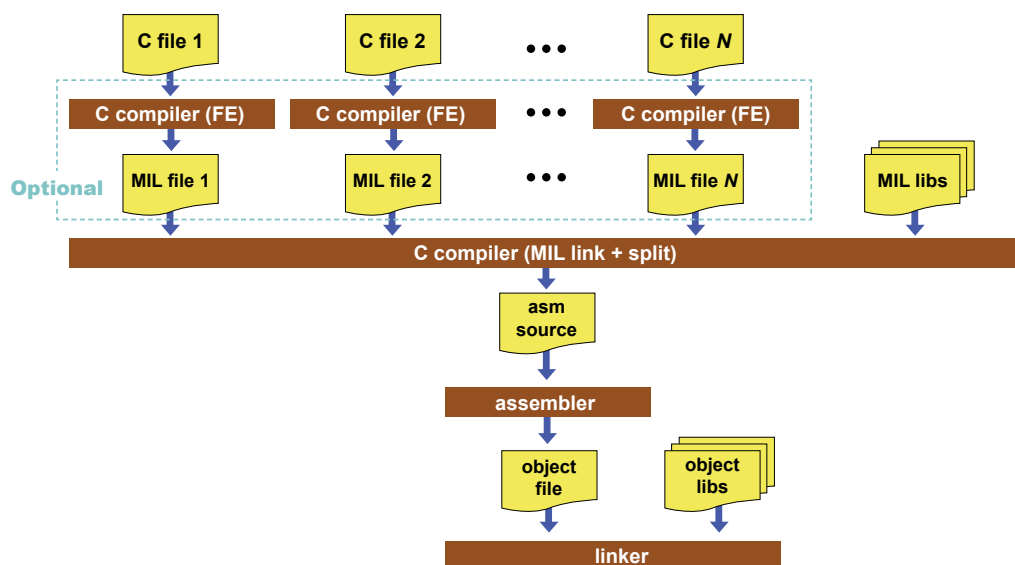 C file 1
C file 2
•••
C file N
C compiler (FE)
C compiler (FE)
•••
C compiler (FE)
Optional
MIL file 1
MIL file 2
•••
MIL file N
MIL libs
C compiler (MIL link + split)
asm
source
assembler
object
file
object
libs
linker